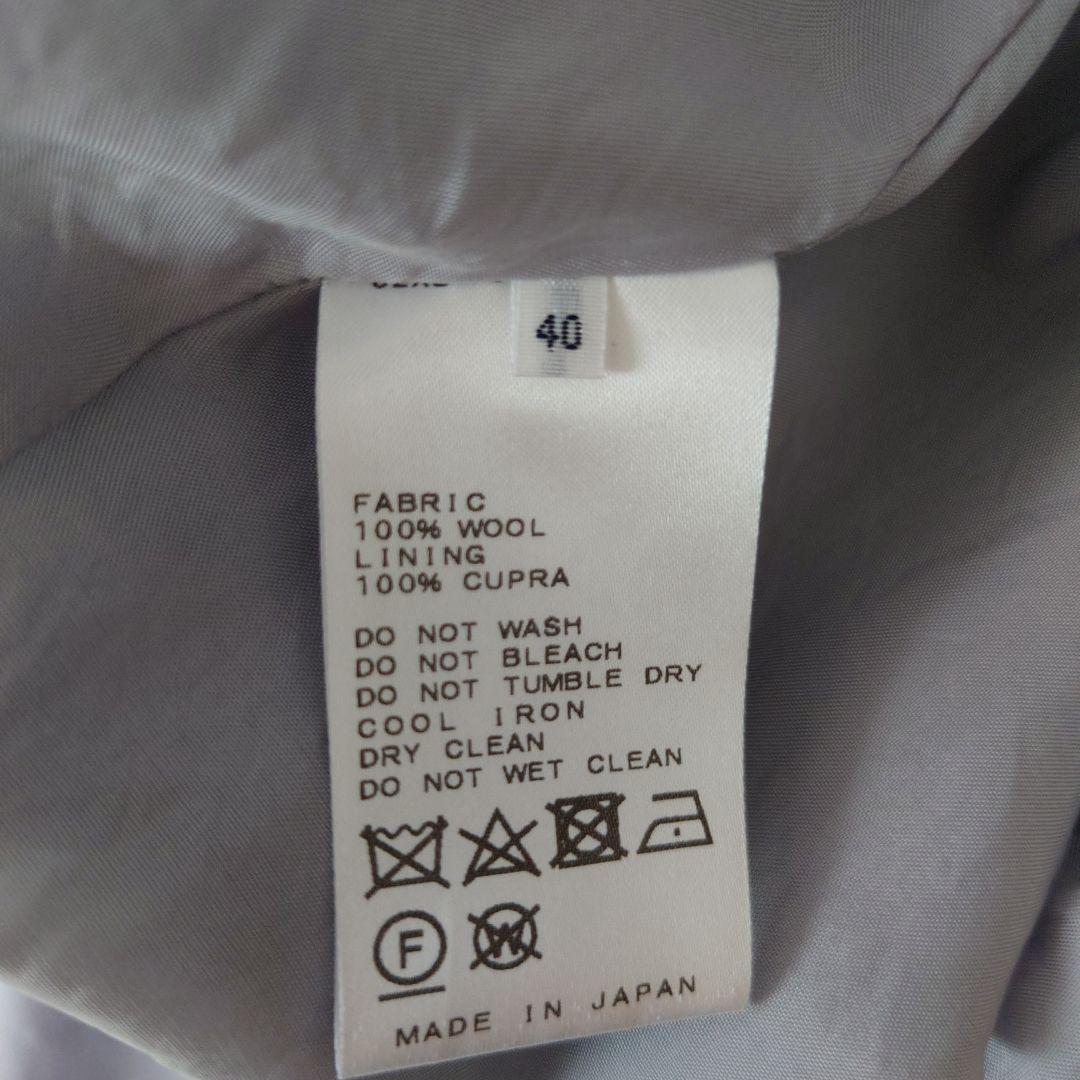 40
FABRIC
100% WOOL
LINING
100% CUPRA
DO NOT WASH
DO NOT BLEACH
DO NOT TUMBLE DRY
COOL IRON
DRY CLEAN
DO NOT WET CLEAN
F W
MADE IN JAPAN